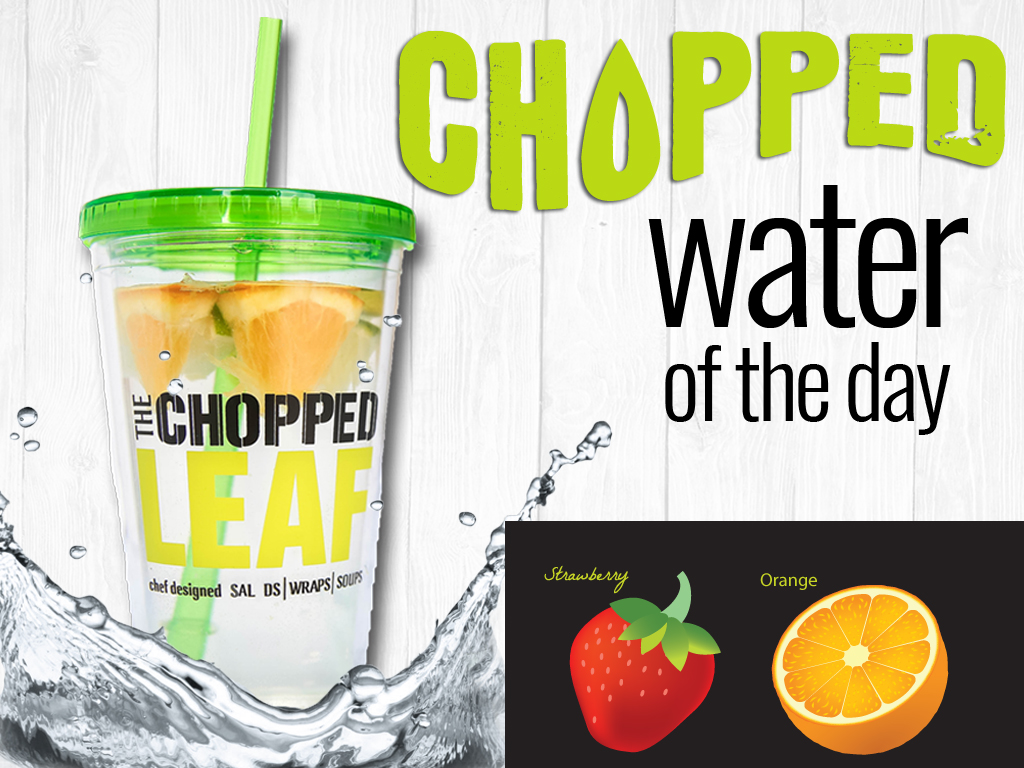 CHOPPED
water
of the day
THE CHOPPED
LEAF
chef designed SAL DS|WRAPS|SOUPS
Strawberry
Orange